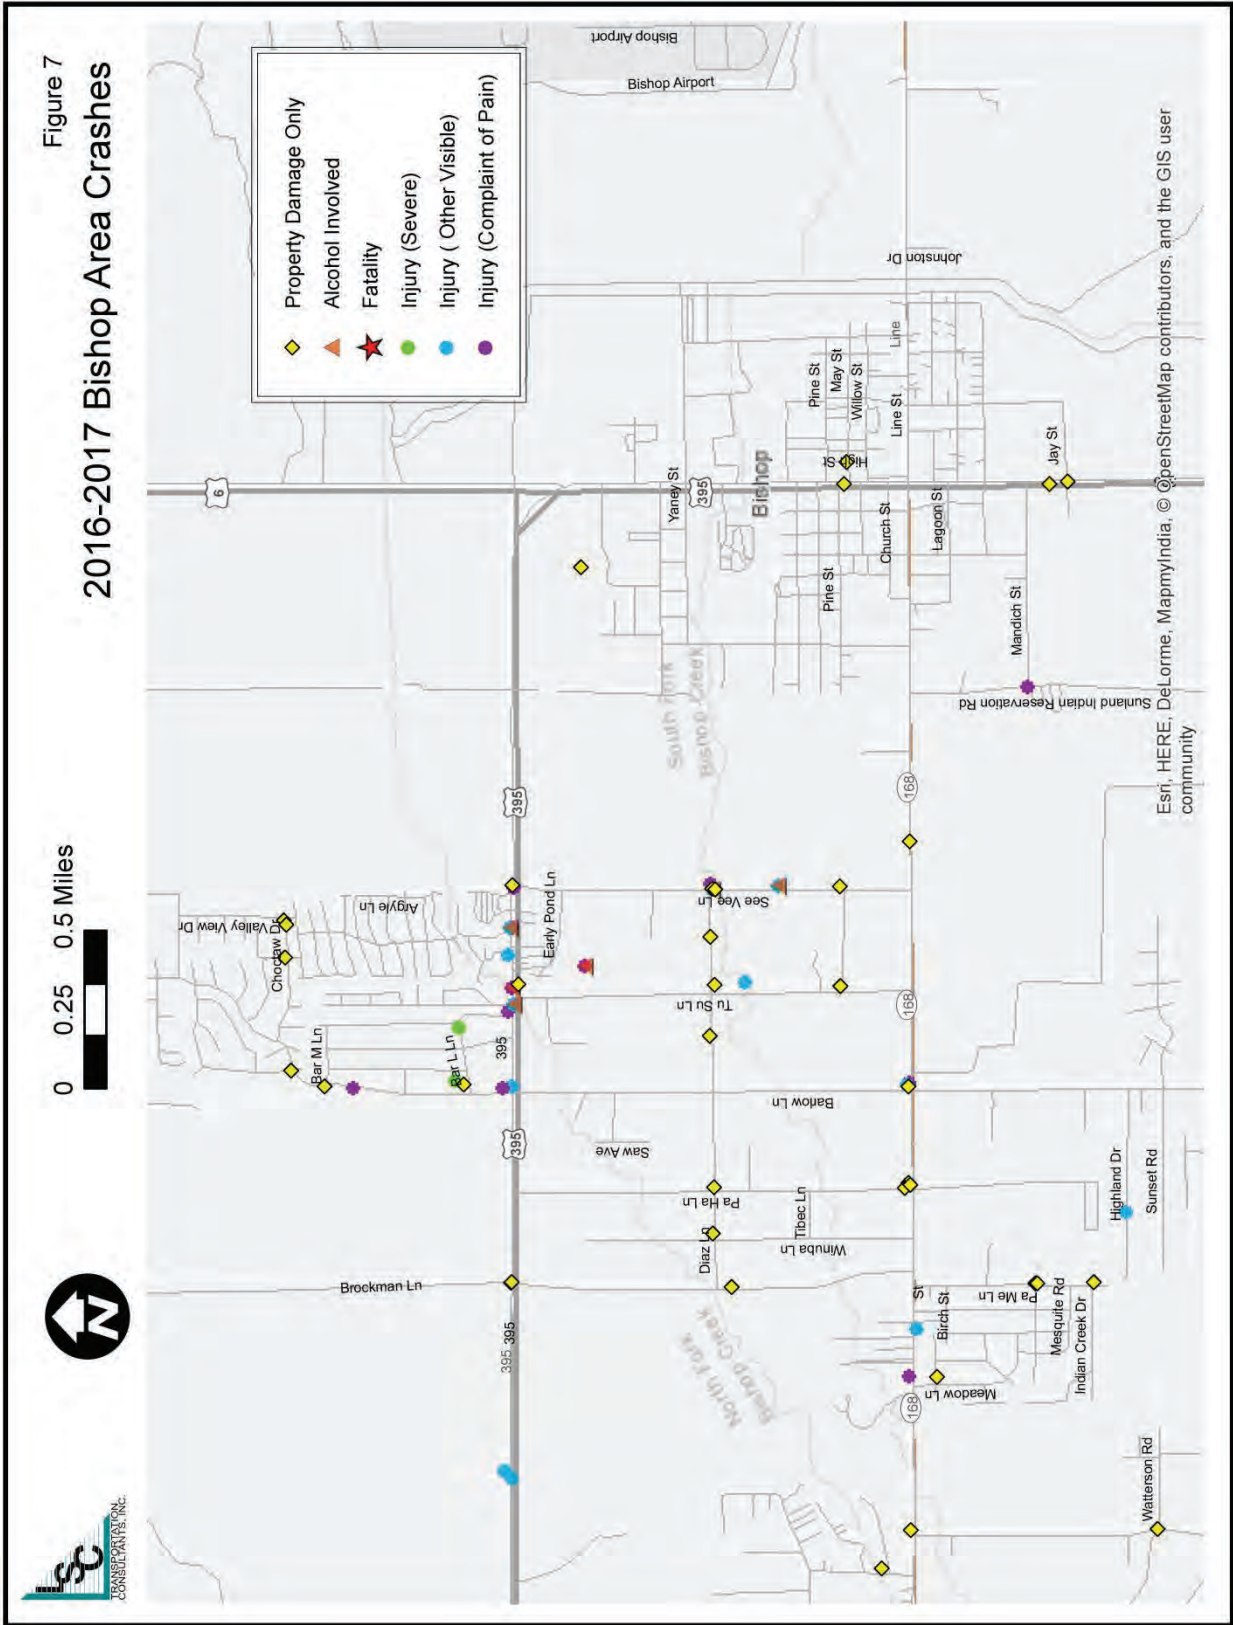 LSC
TRANSPORTATION
CONSULTANTS, INC.
0 0.25 0.5 Miles
Figure 7
2016-2017 Bishop Area Crashes
Property Damage Only
Alcohol Involved
Fatality
Injury (Severe)
Injury ( Other Visible)
Injury (Complaint of Pain)
N
Valley View Dr
Choctaw Dr
Argyle Ln
Bar M Ln
Bar L Ln
6
Bishop Airport
Bishop Airport
Brockman Ln
395
395
395
395
395
Early Pond Ln
Saw Ave
Yaney St
395
South Fork
Bishop Creek
Bishop
See Vee Ln
Tu Su Ln
Diaz Ln
Pa Ha Ln
Tibec Ln
Winuba Ln
Barlow Ln
North Fork
Bishop Creek
Pine St
Pine St
May St
High St
Willow St
Church St
Line St
Line
Johnston Dr
168
168
168
St
Birch St
Lagoon St
Meadow Ln
Pa Me Ln
Mesquite Rd
Indian Creek Dr
Highland Dr
Sunset Rd
Mandich St
Sunland Indian Reservation Rd
Jay St
Watterson Rd
Esri, HERE, DeLorme, MapmyIndia, © OpenStreetMap contributors, and the GIS user
community